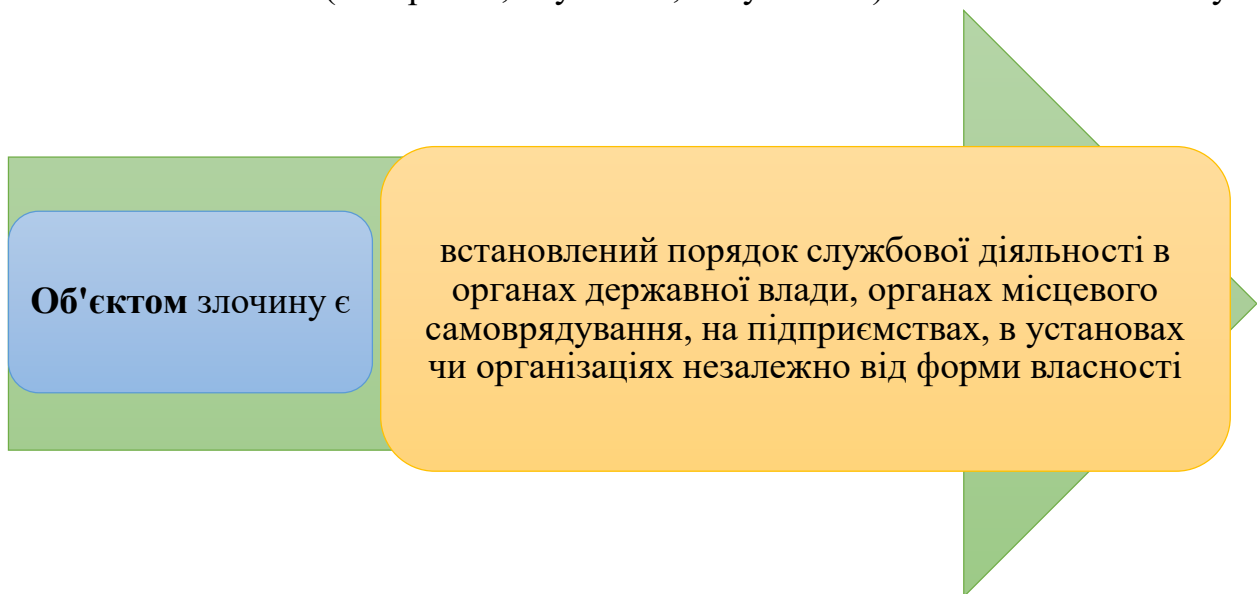 Об'єктом злочину є
встановлений порядок службової діяльності в
органах державної влади, органах місцевого
самоврядування, на підприємствах, в установах
чи організаціях незалежно від форми власності